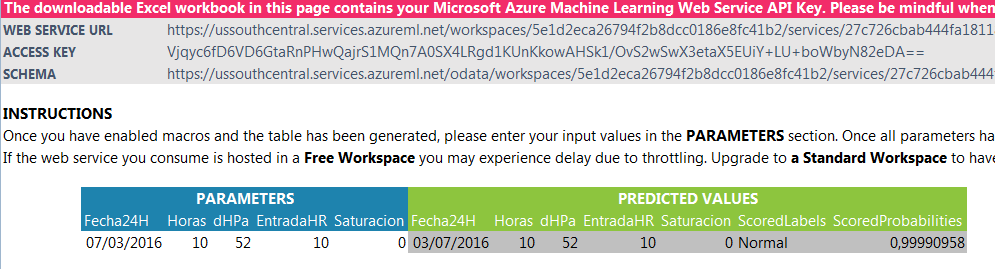 The downloadable Excel workbook in this page contains your Microsoft Azure Machine Learning Web Service API Key. Please be mindful when
WEB SERVICE URL https://ussouthcentral.services.azureml.net/workspaces/5e1d2eca26794f2b8dcc0186e8fc41b2/services/27c726cbab444fa1811
ACCESS KEY Vjqyc6fD6VD6GtaRnPHwQajrS1MQn7A0SX4LRgd1KUnKkowAHSk1/OvS2wSwX3etaX5EUiY+LU+boWbyN82eDA==
SCHEMA https://ussouthcentral.services.azureml.net/odata/workspaces/5e1d2eca26794f2b8dcc0186e8fc41b2/services/27c726cbab444
INSTRUCTIONS
Once you have enabled macros and the table has been generated, please enter your input values in the PARAMETERS section. Once all parameters ha
If the web service you consume is hosted in a Free Workspace you may experience delay due to throttling. Upgrade to a Standard Workspace to have
PARAMETERS PREDICTED VALUES
Fecha24H Horas dHPa EntradaHR Saturacion Fecha24H Horas dHPa EntradaHR Saturacion ScoredLabels ScoredProbabilities
07/03/2016 10 52 10 0 03/07/2016 10 52 10 0 Normal 0,99990958